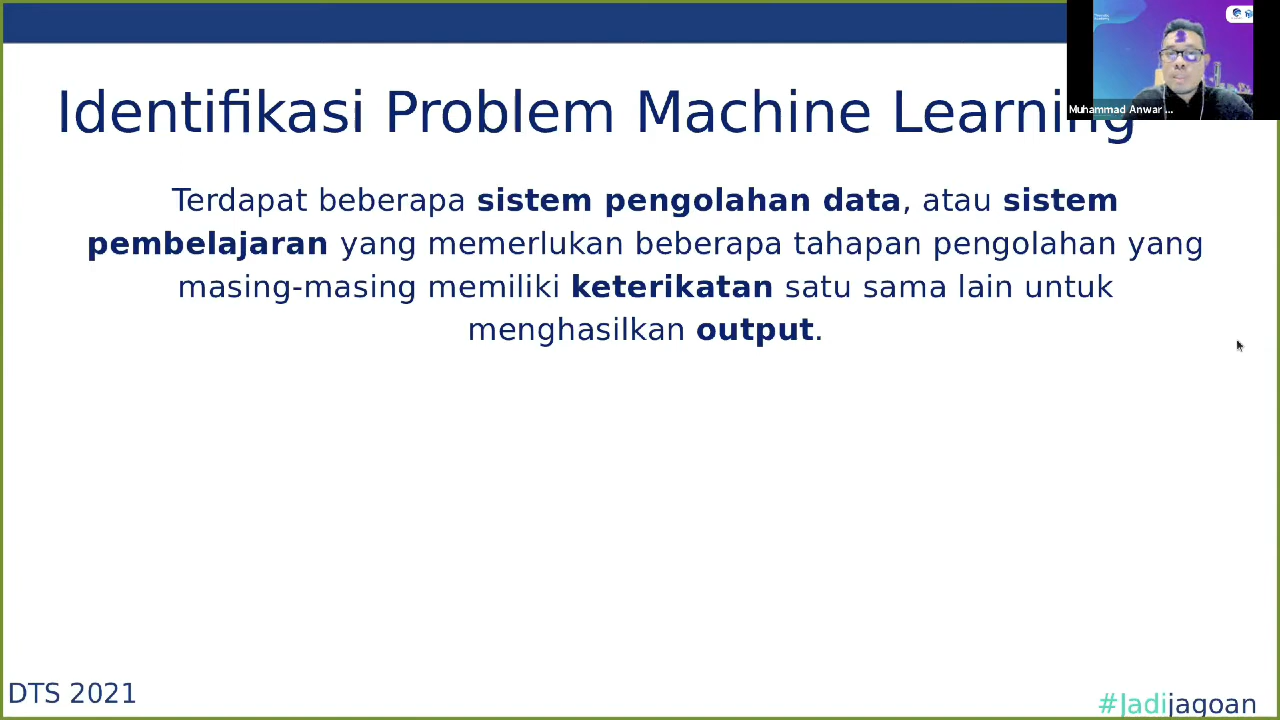 Identifikasi Problem Machine Learning
Muhammad Anwar ...
Terdapat beberapa sistem pengolahan data, atau sistem
pembelajaran yang memerlukan beberapa tahapan pengolahan yang
masing-masing memiliki keterikatan satu sama lain untuk
menghasilkan output.
DTS 2021
#Jadijagoan